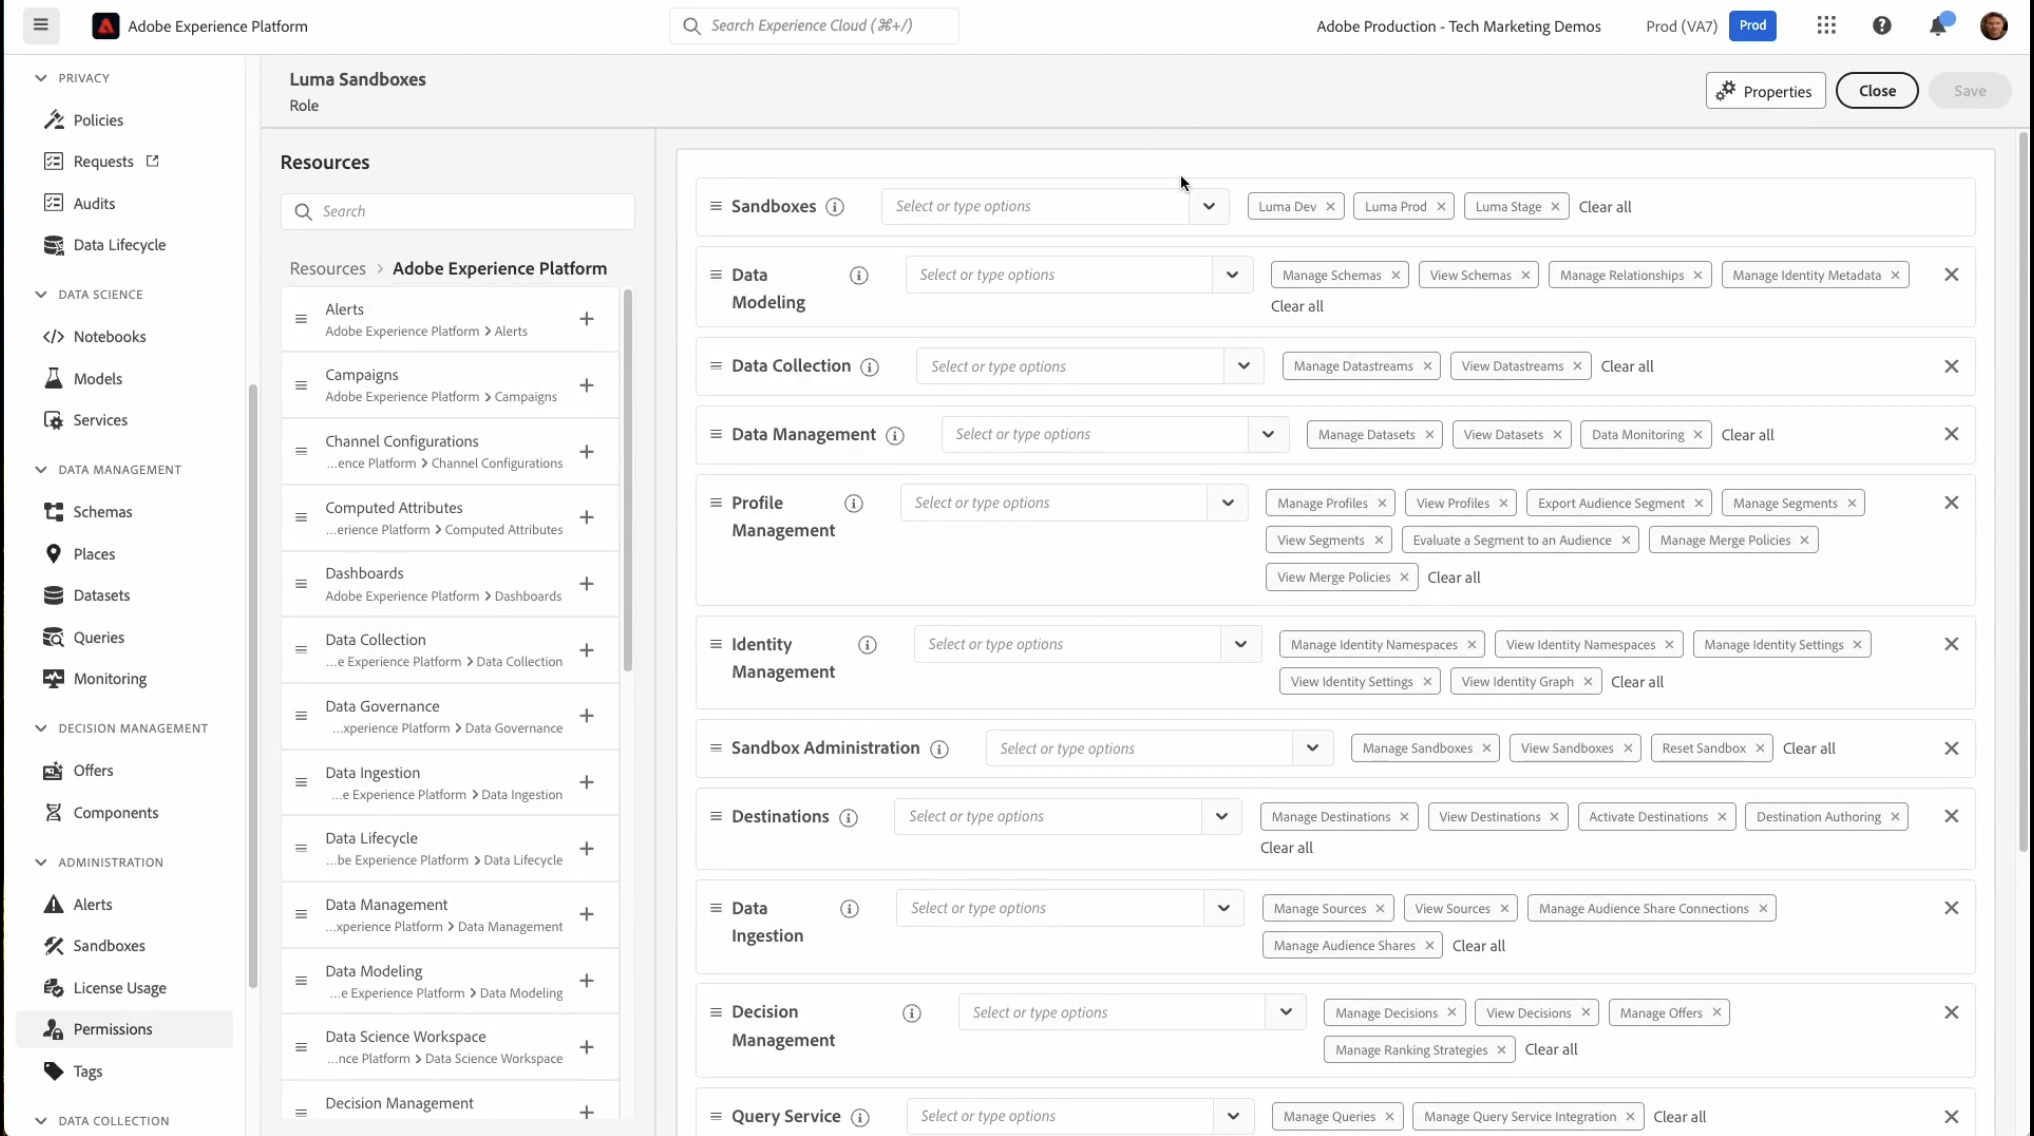 Adobe Experience Platform
Search Experience Cloud (⌘+/)
Adobe Production - Tech Marketing Demos
Prod (VA7)
Prod
PRIVACY
Policies
Requests
Audits
Data Lifecycle
DATA SCIENCE
Notebooks
Models
Services
DATA MANAGEMENT
Schemas
Places
Datasets
Queries
Monitoring
DECISION MANAGEMENT
Offers
Components
ADMINISTRATION
Alerts
Sandboxes
License Usage
Permissions
Tags
DATA COLLECTION
Luma Sandboxes
Role
Properties
Close
Save
Resources
Search
Resources > Adobe Experience Platform
Alerts
Adobe Experience Platform > Alerts
Campaigns
Adobe Experience Platform > Campaigns
Channel Configurations
...ence Platform > Channel Configurations
Computed Attributes
...erience Platform > Computed Attributes
Dashboards
Adobe Experience Platform > Dashboards
Data Collection
...e Experience Platform > Data Collection
Data Governance
...xperience Platform > Data Governance
Data Ingestion
...e Experience Platform > Data Ingestion
Data Lifecycle
...be Experience Platform > Data Lifecycle
Data Management
...xperience Platform > Data Management
Data Modeling
...e Experience Platform > Data Modeling
Data Science Workspace
...nce Platform > Data Science Workspace
Decision Management
Sandboxes Select or type options Luma Dev Luma Prod Luma Stage Clear all
Data Select or type options Manage Schemas View Schemas Manage Relationships Manage Identity Metadata
Modeling Clear all
Data Collection Select or type options Manage Datastreams View Datastreams Clear all
Data Management Select or type options Manage Datasets View Datasets Data Monitoring Clear all
Profile Select or type options Manage Profiles View Profiles Export Audience Segment Manage Segments
Management View Segments Evaluate a Segment to an Audience Manage Merge Policies
View Merge Policies Clear all
Identity Select or type options Manage Identity Namespaces View Identity Namespaces Manage Identity Settings
Management View Identity Settings View Identity Graph Clear all
Sandbox Administration Select or type options Manage Sandboxes View Sandboxes Reset Sandbox Clear all
Destinations Select or type options Manage Destinations View Destinations Activate Destinations Destination Authoring
Clear all
Data Select or type options Manage Sources View Sources Manage Audience Share Connections
Ingestion Manage Audience Shares Clear all
Decision Select or type options Manage Decisions View Decisions Manage Offers
Management Manage Ranking Strategies Clear all
Query Service Select or type options Manage Queries Manage Query Service Integration Clear all